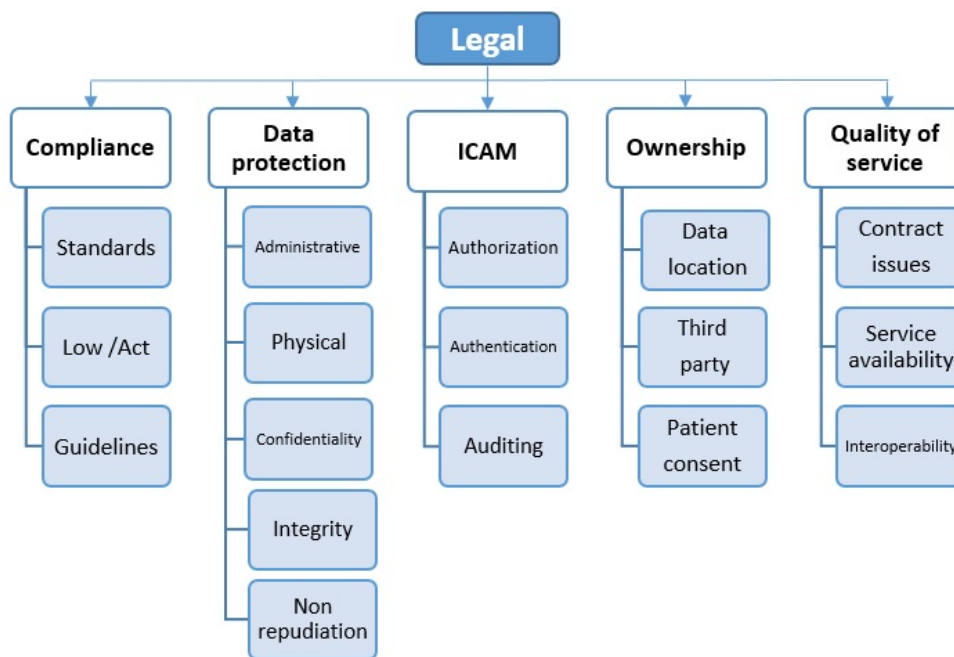 Legal
Compliance
Standards
Low /Act
Guidelines
Data
protection
Administrative
Physical
Confidentiality
Integrity
Non
repudiation
ICAM
Authorization
Authentication
Auditing
Ownership
Data
location
Third
party
Patient
consent
Quality of
service
Contract
issues
Service
availability
Interoperability